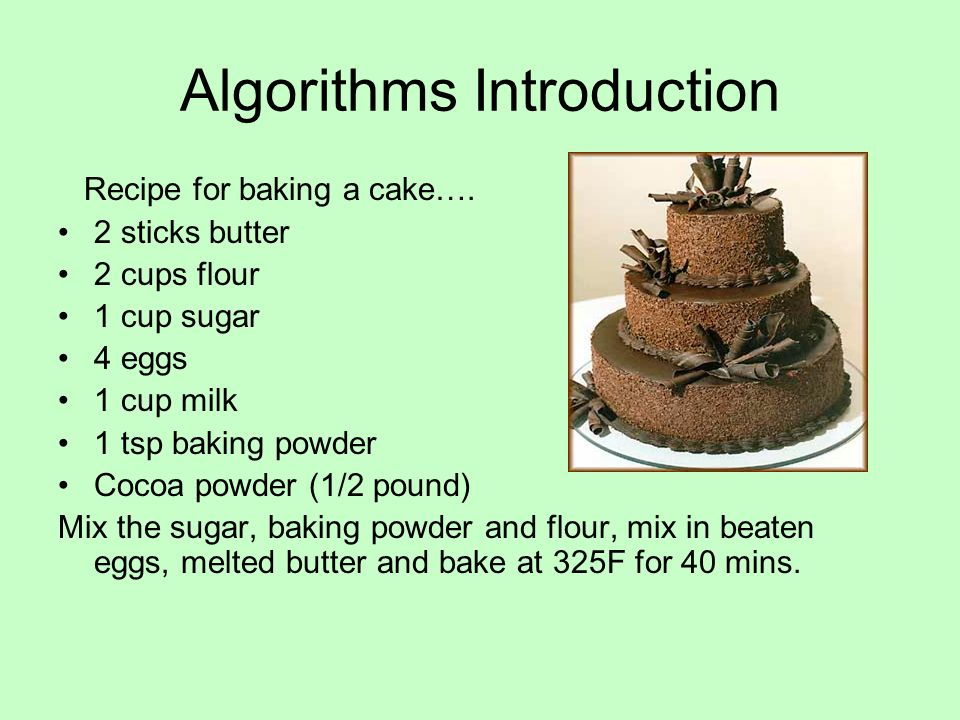 Algorithms Introduction
Recipe for baking a cake….
• 2 sticks butter
• 2 cups flour
• 1 cup sugar
• 4 eggs
• 1 cup milk
• 1 tsp baking powder
• Cocoa powder (1/2 pound)
Mix the sugar, baking powder and flour, mix in beaten
eggs, melted butter and bake at 325F for 40 mins.